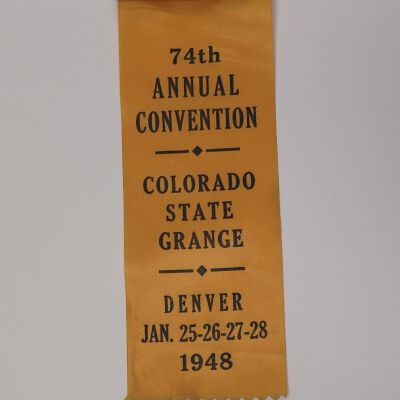 74th
ANNUAL
CONVENTION
COLORADO
STATE
GRANGE
DENVER
JAN. 25-26-27-28
1948